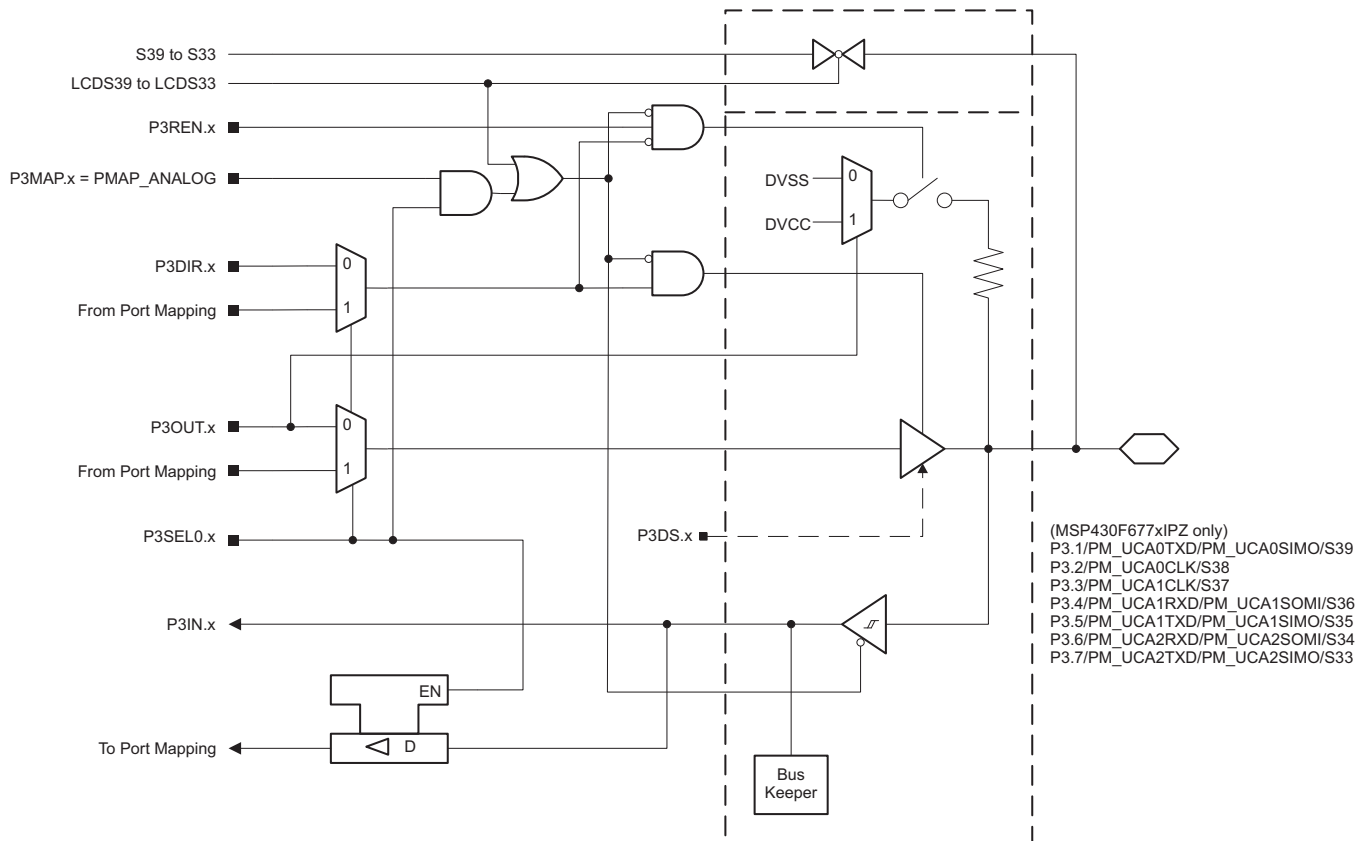 S39 to S33
LCDS39 to LCDS33
P3REN.x
P3MAP.x = PMAP_ANALOG
DVSS
0
DVCC
1
P3DIR.x
0
From Port Mapping
1
P3OUT.x
0
From Port Mapping
1
P3SEL0.x
P3DS.x
(MSP430F677xIPZ only)
P3.1/PM_UCA0TXD/PM_UCA0SIMO/S39
P3.2/PM_UCA0CLK/S38
P3.3/PM_UCA1CLK/S37
P3.4/PM_UCA1RXD/PM_UCA1SOMI/S36
P3.5/PM_UCA1TXD/PM_UCA1SIMO/S35
P3.6/PM_UCA2RXD/PM_UCA2SOMI/S34
P3.7/PM_UCA2TXD/PM_UCA2SIMO/S33
P3IN.x
EN
To Port Mapping
D
Bus
Keeper